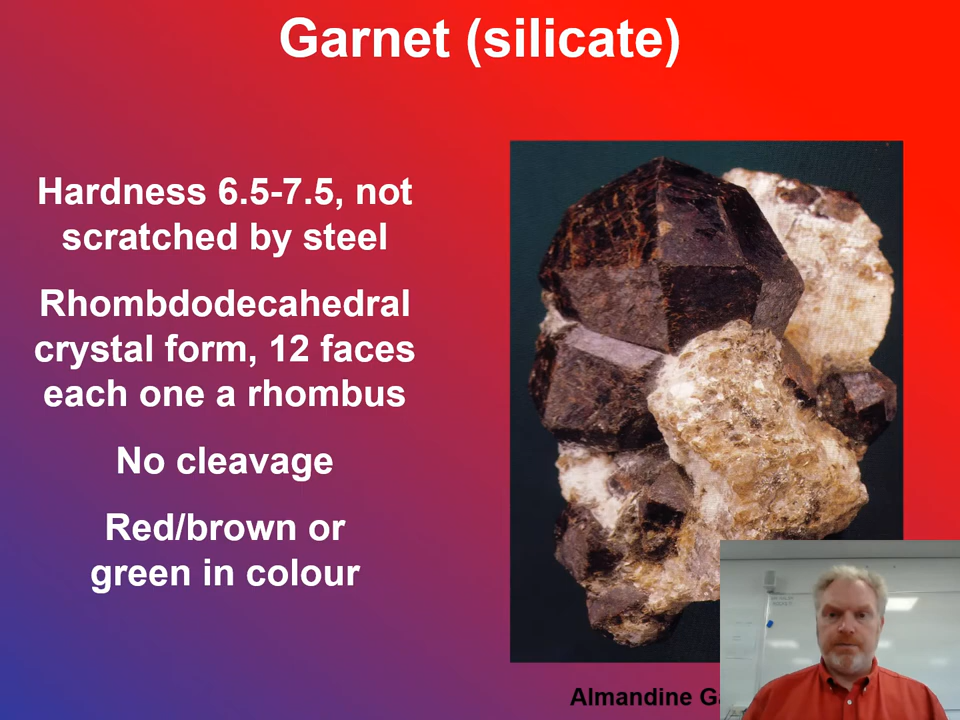 Garnet (silicate)
Hardness 6.5-7.5, not
scratched by steel
Rhombdodecahedral
crystal form, 12 faces
each one a rhombus
No cleavage
Red/brown or
green in colour
Almandine